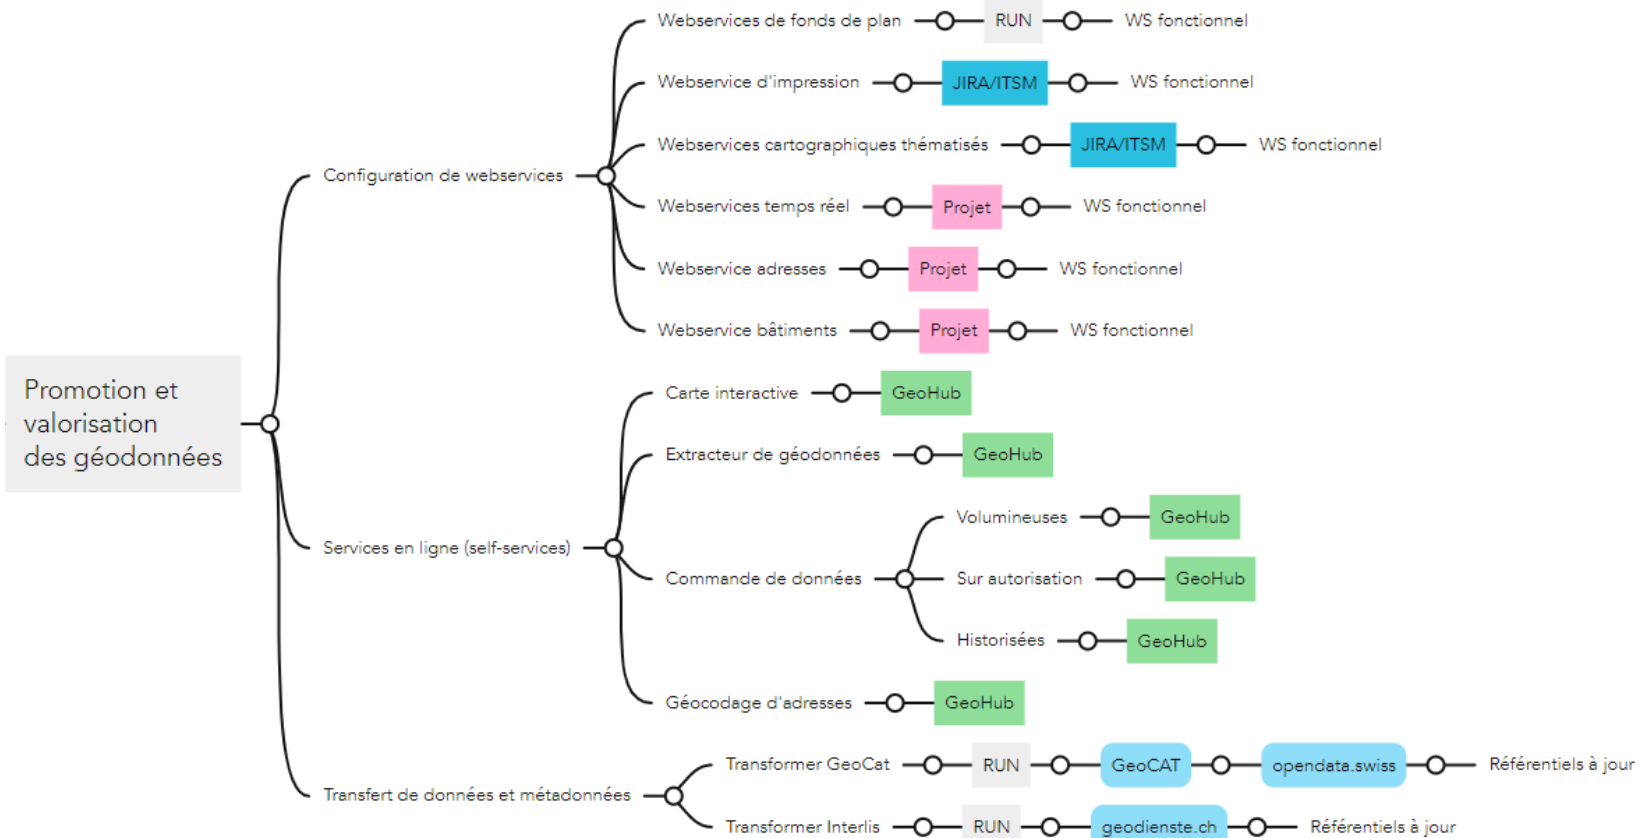 Webservices de fonds de plan RUN WS fonctionnel
Webservice d'impression JIRA/ITSM WS fonctionnel
Webservices cartographiques thématisés JIRA/ITSM WS fonctionnel
Configuration de webservices
Webservices temps réel Projet WS fonctionnel
Webservice adresses Projet WS fonctionnel
Webservice bâtiments Projet WS fonctionnel
Promotion et
valorisation
des géodonnées
Carte interactive GeoHub
Extracteur de géodonnées GeoHub
Volumineuses GeoHub
Services en ligne (self-services)
Commande de données
Sur autorisation GeoHub
Historisées GeoHub
Géocodage d'adresses GeoHub
Transformer GeoCat RUN GeoCAT opendata.swiss Référentiels à jour
Transfert de données et métadonnées
Transformer Interlis RUN geodienste.ch Référentiels à jour